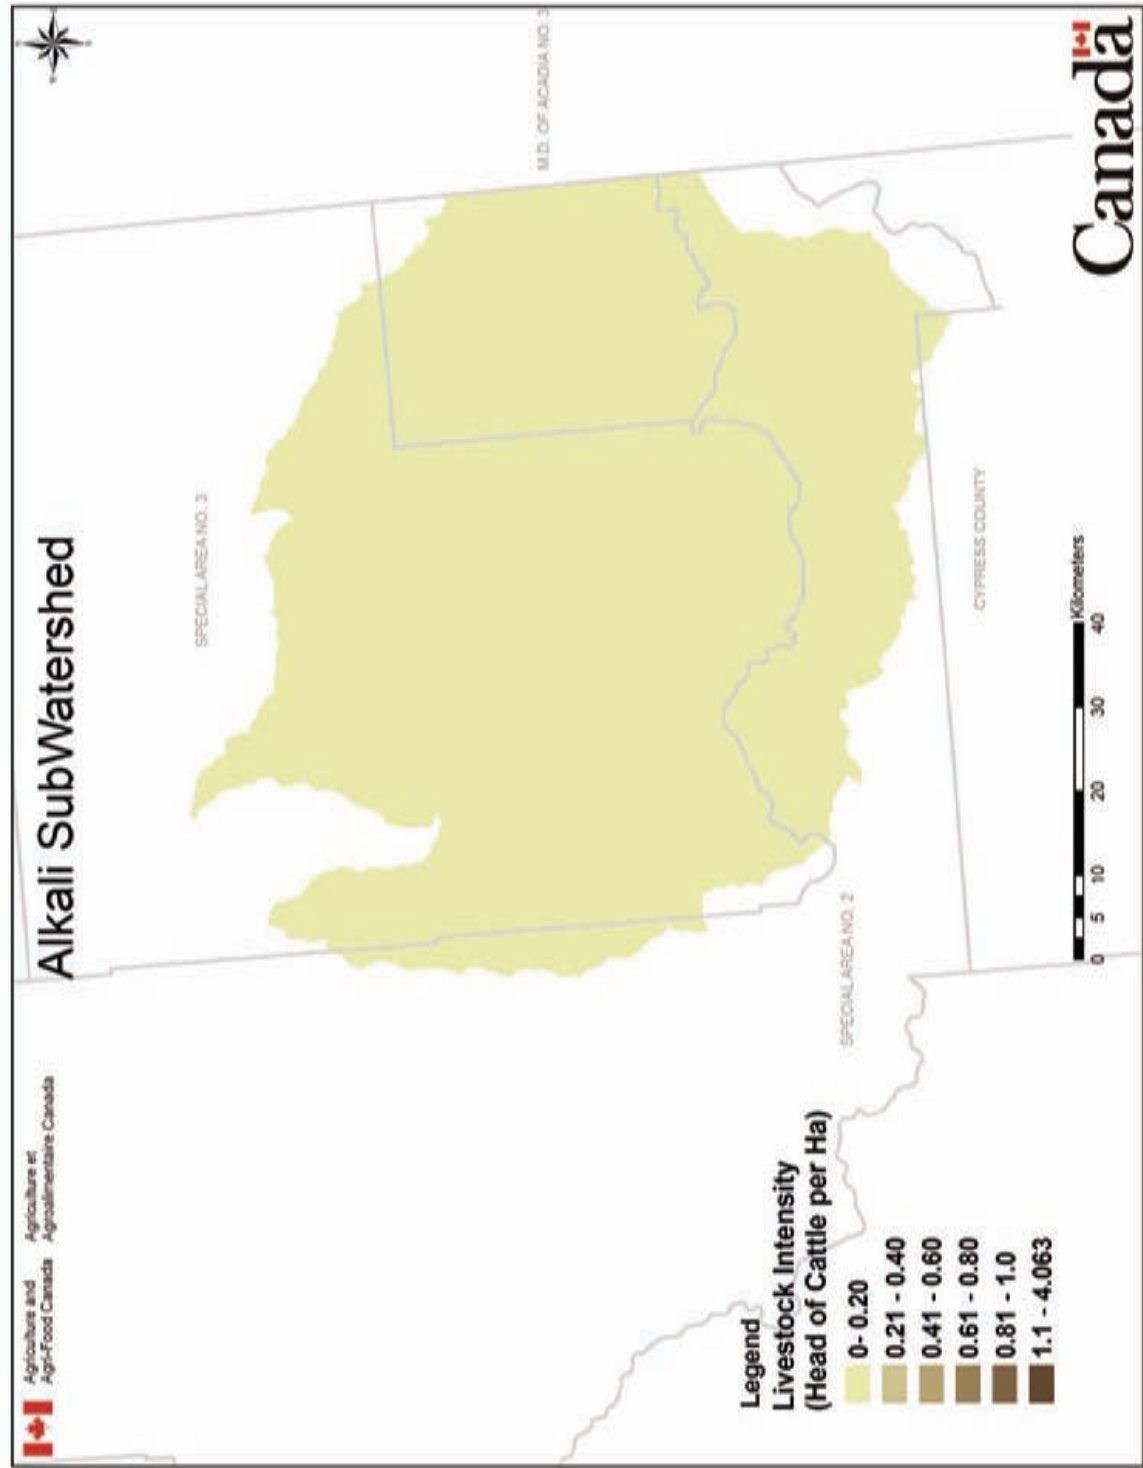 Agriculture and
Agri-Food Canada
Agriculture et
Agroalimentaire Canada
Alkali SubWatershed
SPECIAL AREA NO. 3
M.D. OF ACADIA NO. 3
SPECIAL AREA NO. 2
CYPRESS COUNTY
Legend
Livestock Intensity
(Head of Cattle per Ha)
0- 0.20
0.21 - 0.40
0.41 - 0.60
0.61 - 0.80
0.81 - 1.0
1.1 - 4.063
0 5 10 20 30 40
Kilometers
Canada